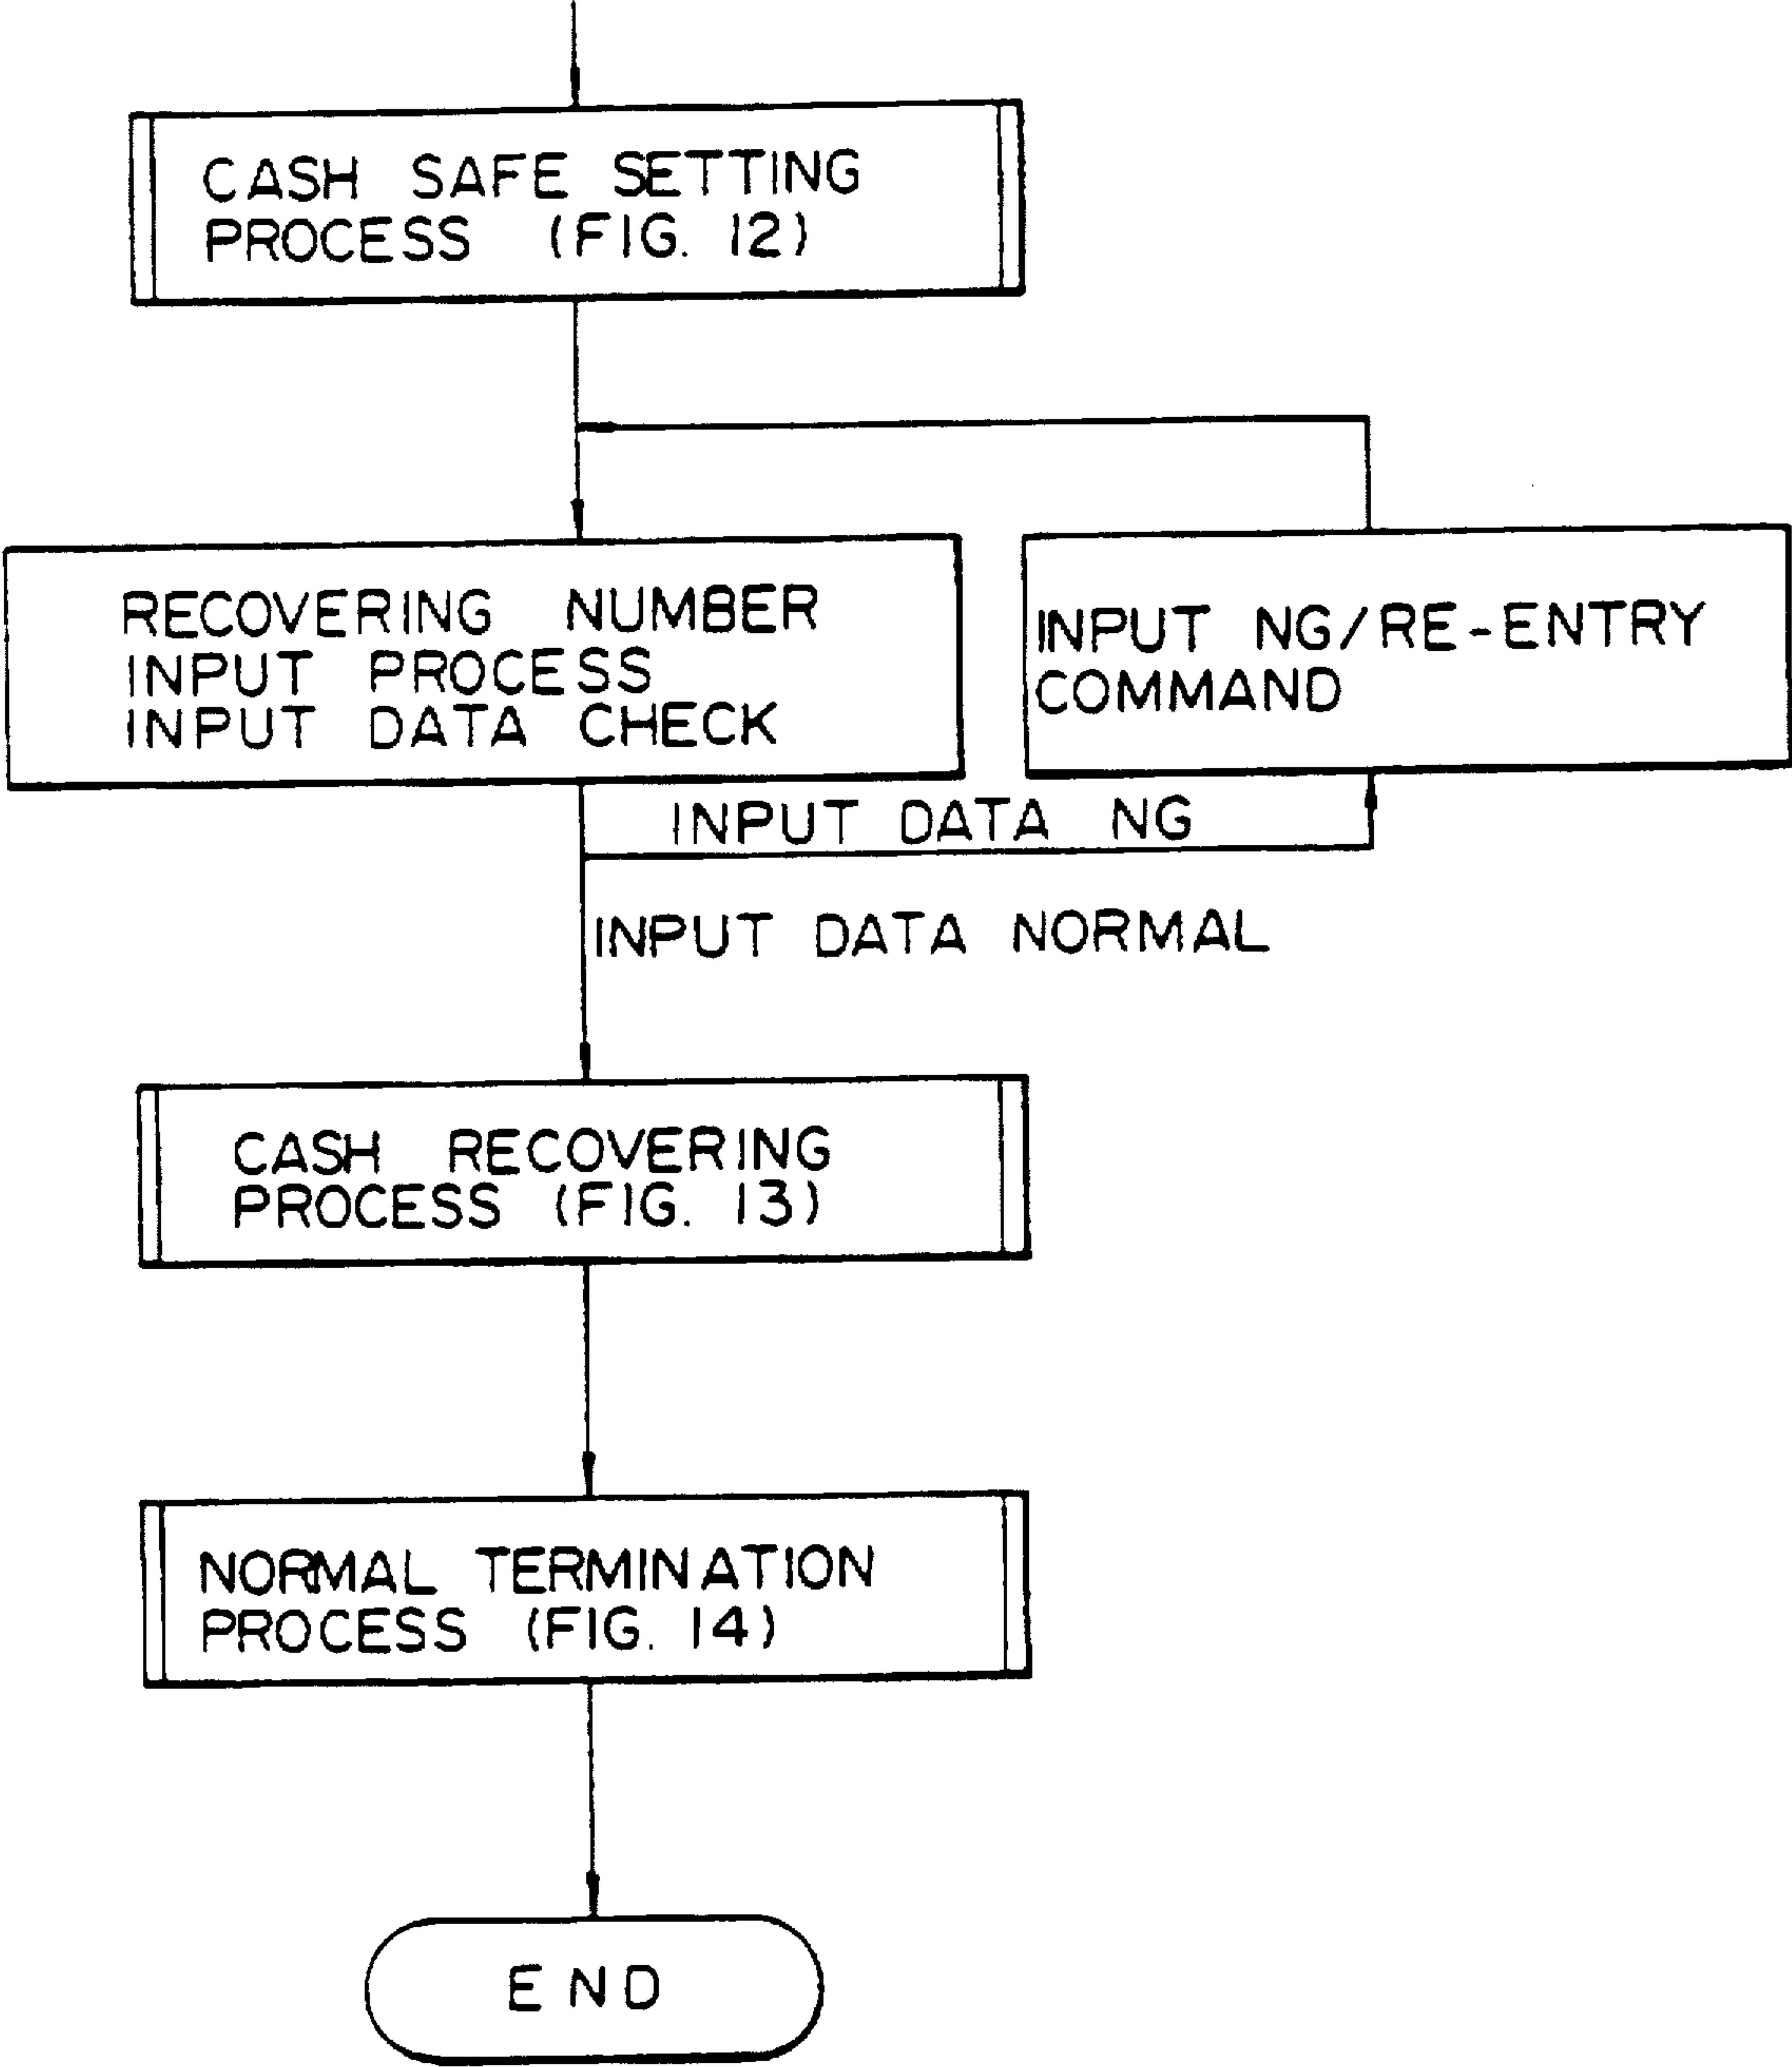 CASH SAFE SETTING
PROCESS (FIG. 12)
RECOVERING NUMBER
INPUT PROCESS
INPUT DATA CHECK
INPUT NG/RE-ENTRY
COMMAND
INPUT DATA NG
INPUT DATA NORMAL
CASH RECOVERING
PROCESS (FIG. 13)
NORMAL TERMINATION
PROCESS (FIG. 14)
END